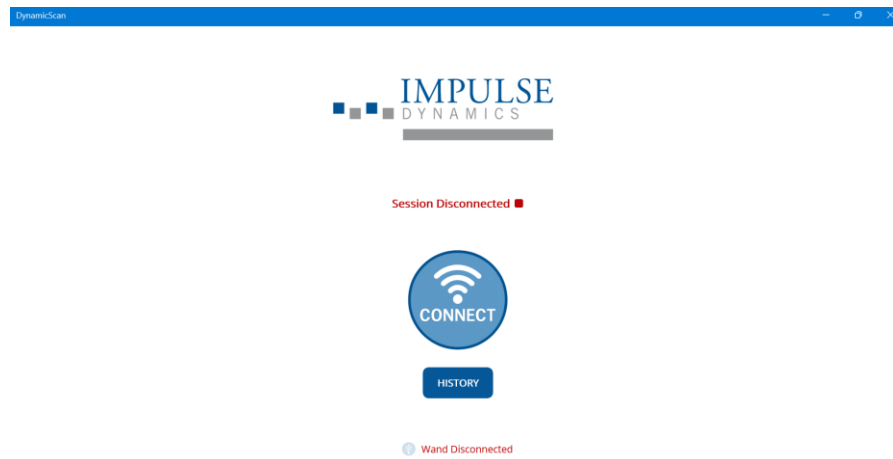 DynamicScan
IMPULSE
DYNAMICS
Session Disconnected
CONNECT
HISTORY
Wand Disconnected